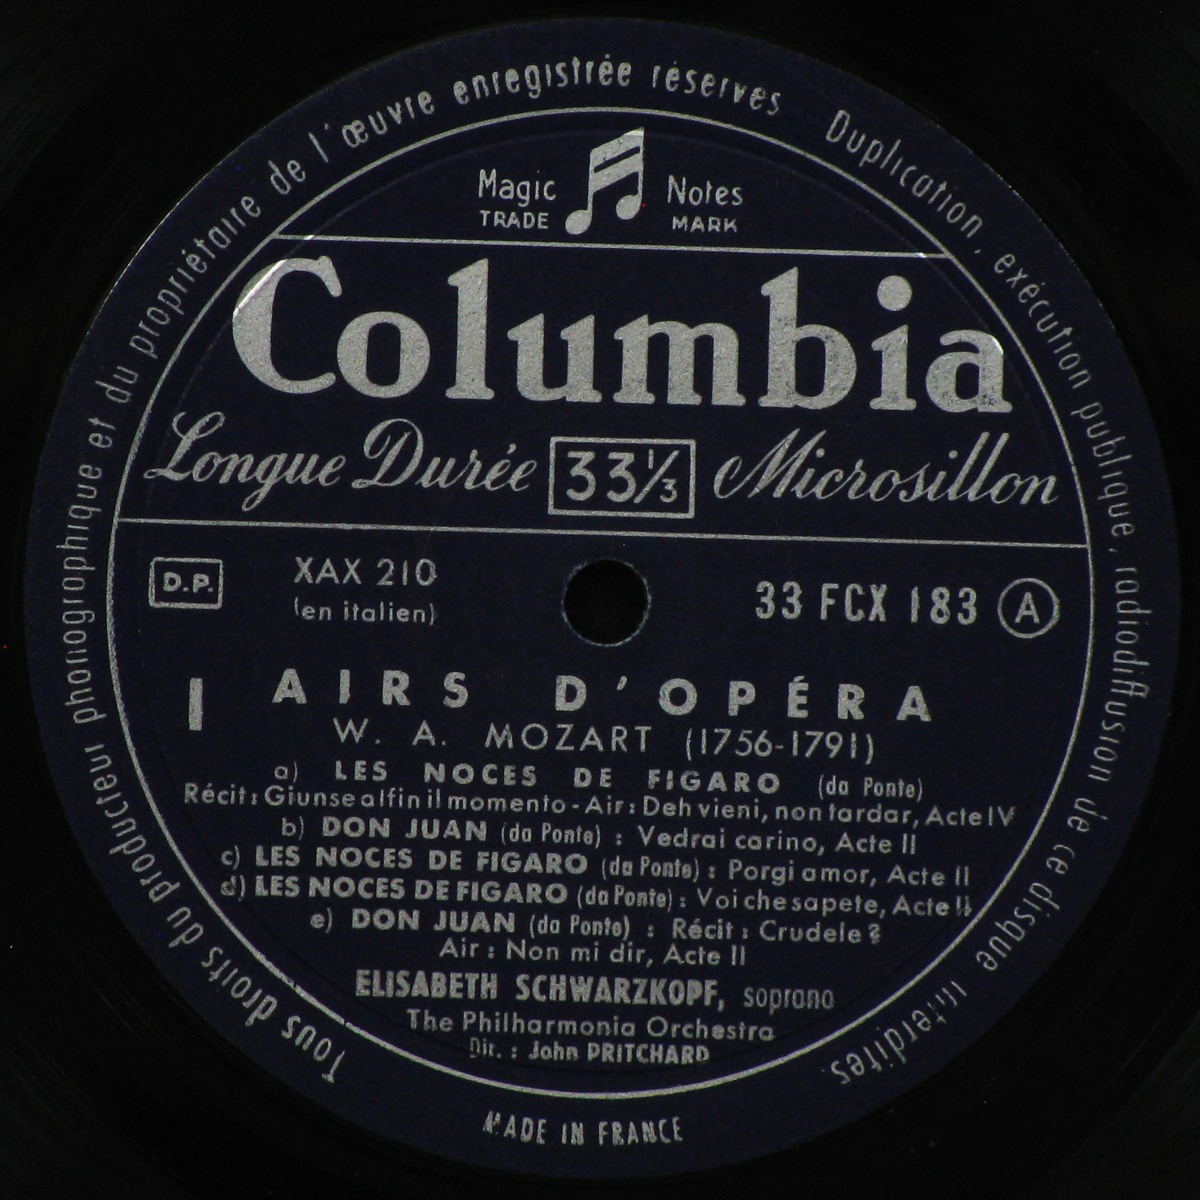 Tous droits du producteur phonographique et du propriétaire de l'œuvre enregistrée réservés Duplication, exécution publique, radiodiffusion de ce disque interdites.
Magic Notes
TRADE MARK
Columbia
Longue Durée 33 1/3 Microsillon
D.P. XAX 210 33 FCX 183 A
(en italien)
I AIRS D'OPÉRA
W. A. MOZART (1756-1791)
a) LES NOCES DE FIGARO (da Ponte)
Récit : Giunse alfin il momento - Air : Deh vieni, non tardar, Acte IV
b) DON JUAN (da Ponte) : Vedrai carino, Acte II
c) LES NOCES DE FIGARO (da Ponte) : Porgi amor, Acte II
d) LES NOCES DE FIGARO (da Ponte) : Voi che sapete, Acte II
e) DON JUAN (da Ponte) : Récit : Crudele ?
Air : Non mi dir, Acte II
ELISABETH SCHWARZKOPF, soprano
The Philharmonia Orchestra
Dir. : John PRITCHARD
MADE IN FRANCE